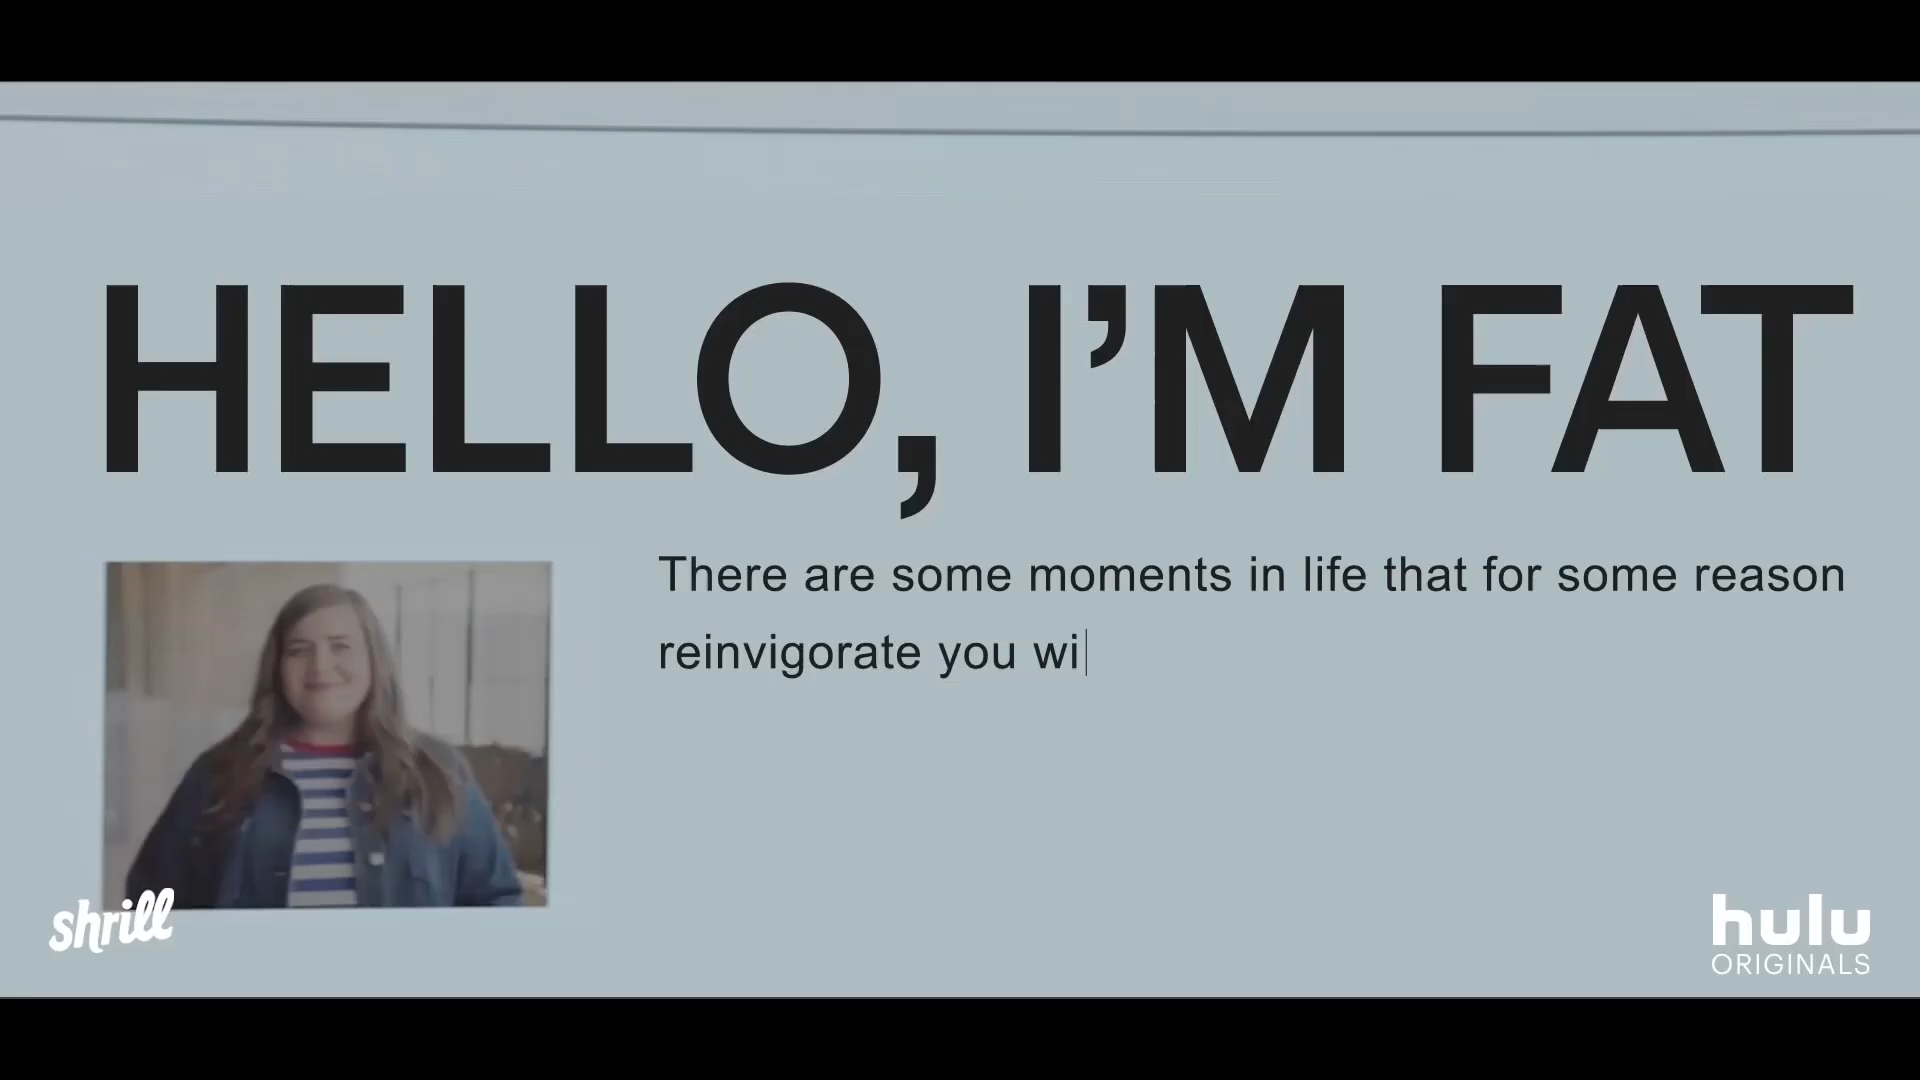 HELLO, I’M FAT
There are some moments in life that for some reason
reinvigorate you wi
shrill
hulu
ORIGINALS